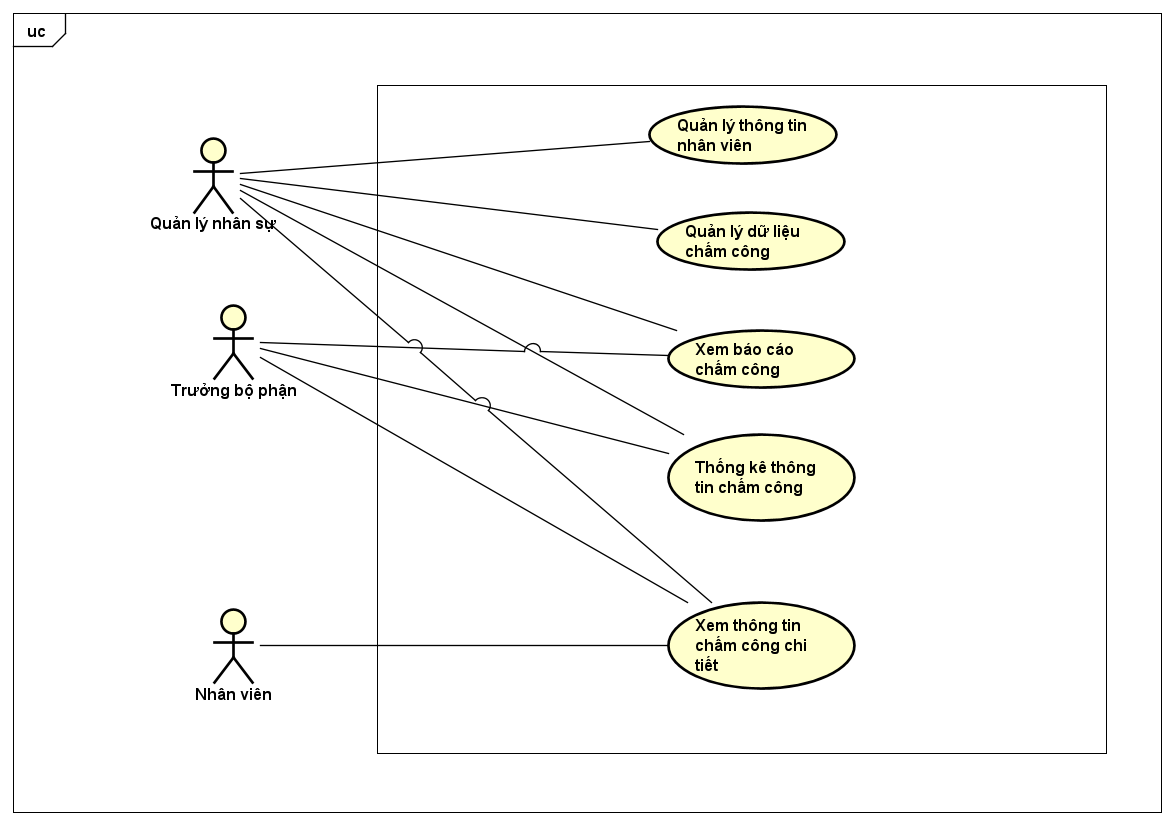 uc
Quản lý thông tin
nhân viên
Quản lý nhân sự
Quản lý dữ liệu
chấm công
Xem báo cáo
chấm công
Trưởng bộ phận
Thống kê thông
tin chấm công
Xem thông tin
chấm công chi
tiết
Nhân viên